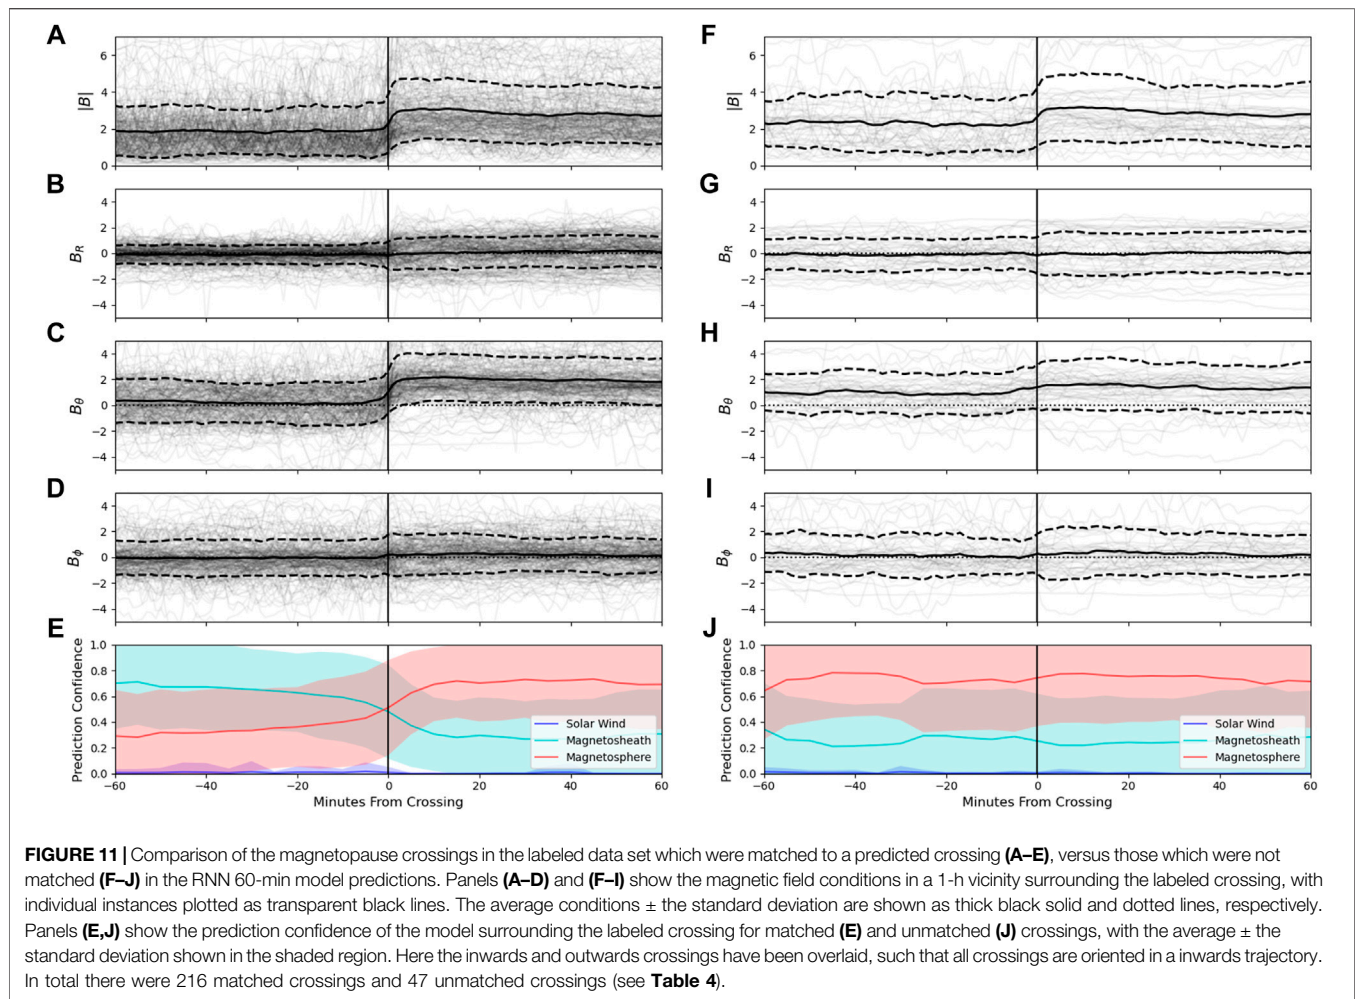 A
F
6
4
2
0
|B|
6
4
2
0
|B|
B
G
4
2
0
−2
−4
B_R
4
2
0
−2
−4
B_R
C
H
4
2
0
−2
−4
B_θ
4
2
0
−2
−4
B_θ
D
I
4
2
0
−2
−4
B_ϕ
4
2
0
−2
−4
B_ϕ
E
J
1.0
0.8
0.6
0.4
0.2
0.0
Prediction Confidence
Solar Wind
Magnetosheath
Magnetosphere
−60 −40 −20 0 20 40 60
Minutes From Crossing
1.0
0.8
0.6
0.4
0.2
0.0
Prediction Confidence
Solar Wind
Magnetosheath
Magnetosphere
−60 −40 −20 0 20 40 60
Minutes From Crossing
FIGURE 11 | Comparison of the magnetopause crossings in the labeled data set which were matched to a predicted crossing (A–E), versus those which were not
matched (F–J) in the RNN 60-min model predictions. Panels (A–D) and (F–I) show the magnetic field conditions in a 1-h vicinity surrounding the labeled crossing, with
individual instances plotted as transparent black lines. The average conditions ± the standard deviation are shown as thick black solid and dotted lines, respectively.
Panels (E,J) show the prediction confidence of the model surrounding the labeled crossing for matched (E) and unmatched (J) crossings, with the average ± the
standard deviation shown in the shaded region. Here the inwards and outwards crossings have been overlaid, such that all crossings are oriented in a inwards trajectory.
In total there were 216 matched crossings and 47 unmatched crossings (see Table 4).